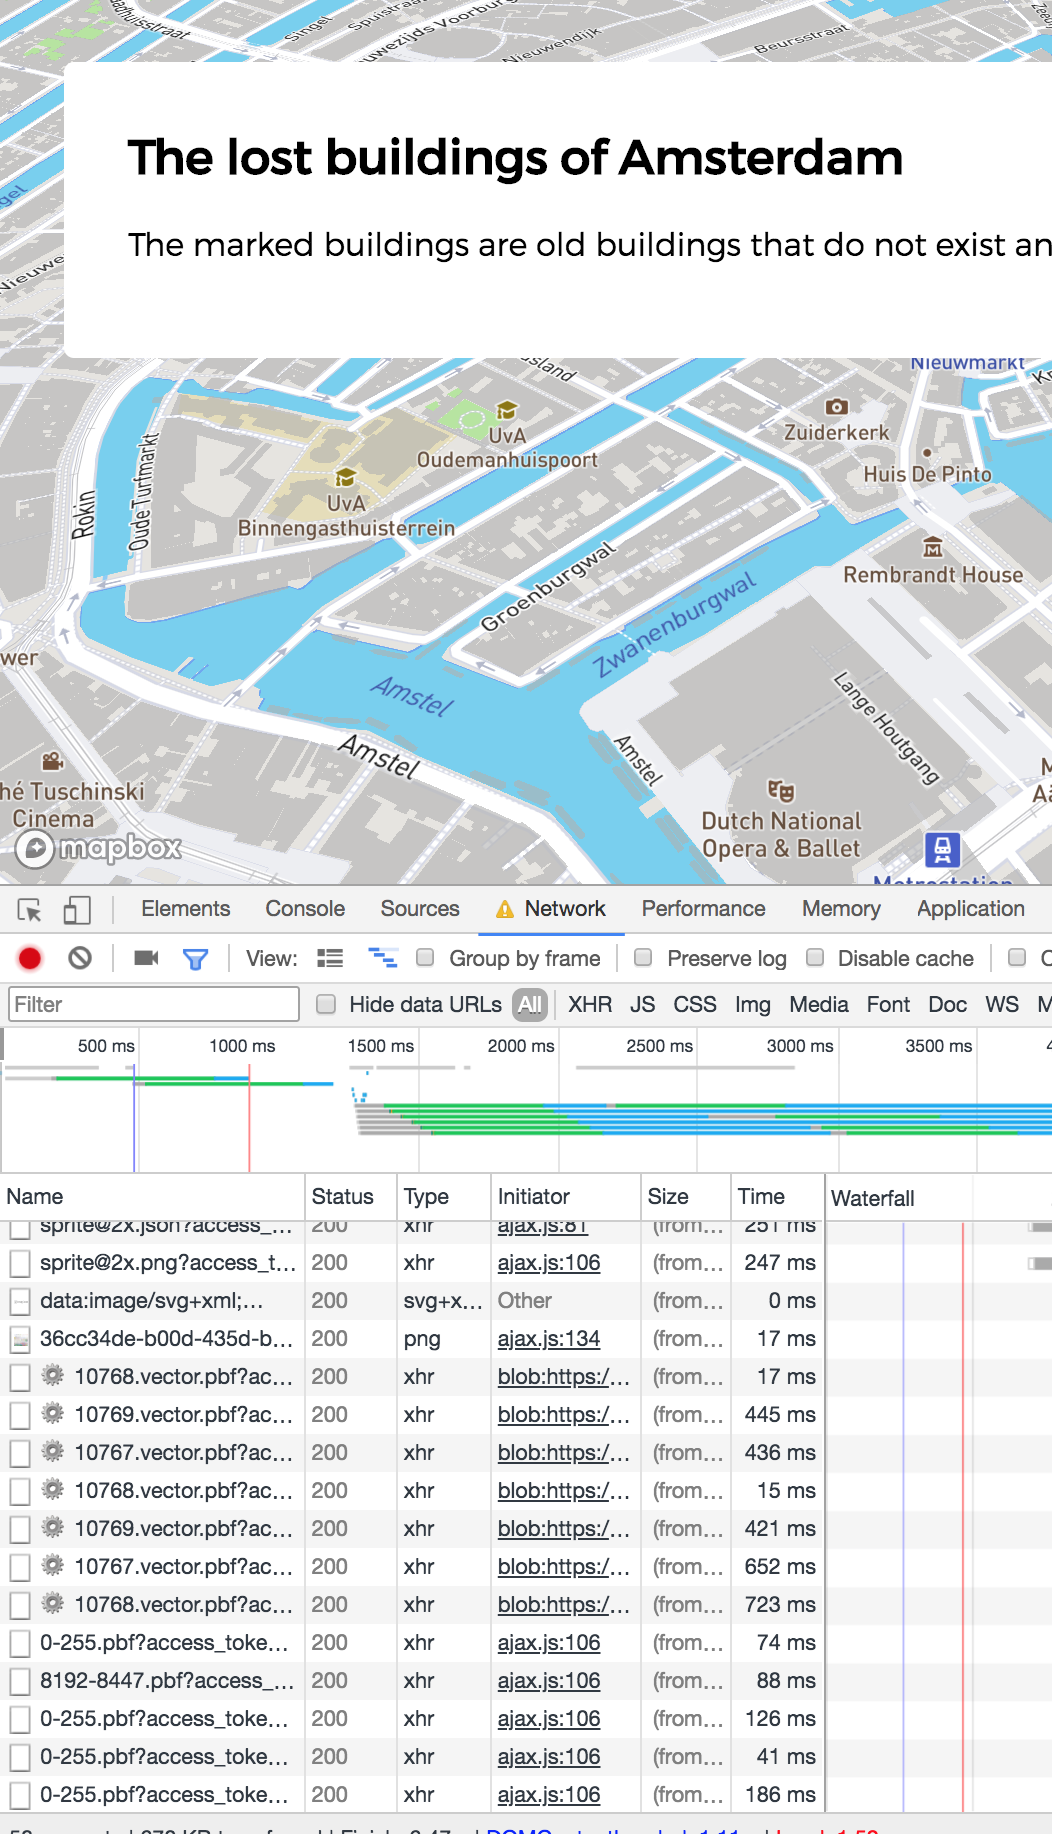 Singel
Spuistraat
Nieuwendijk
Beursstraat
The lost buildings of Amsterdam
The marked buildings are old buildings that do not exist an
Nieuwmarkt
UvA
Oudemanhuispoort
Zuiderkerk
Huis De Pinto
UvA
Binnengasthuisterrein
Rokin
Oude Turfmarkt
Rembrandt House
Groenburgwal
Zwanenburgwal
wer
Amstel
Lange Houtgang
Amstel
Amstel
hé Tuschinski
Cinema
Dutch National
Opera & Ballet
mapbox
Metrostation
Elements Console Sources Network Performance Memory Application
View: Group by frame Preserve log Disable cache
Filter Hide data URLs All XHR JS CSS Img Media Font Doc WS M
500 ms 1000 ms 1500 ms 2000 ms 2500 ms 3000 ms 3500 ms
Name Status Type Initiator Size Time Waterfall
sprite@2x.json?access_... 200 xhr ajax.js:81 (from... 251 ms
sprite@2x.png?access_t... 200 xhr ajax.js:106 (from... 247 ms
data:image/svg+xml;... 200 svg+x... Other (from... 0 ms
36cc34de-b00d-435d-b... 200 png ajax.js:134 (from... 17 ms
10768.vector.pbf?ac... 200 xhr blob:https:/... (from... 17 ms
10769.vector.pbf?ac... 200 xhr blob:https:/... (from... 445 ms
10767.vector.pbf?ac... 200 xhr blob:https:/... (from... 436 ms
10768.vector.pbf?ac... 200 xhr blob:https:/... (from... 15 ms
10769.vector.pbf?ac... 200 xhr blob:https:/... (from... 421 ms
10767.vector.pbf?ac... 200 xhr blob:https:/... (from... 652 ms
10768.vector.pbf?ac... 200 xhr blob:https:/... (from... 723 ms
0-255.pbf?access_toke... 200 xhr ajax.js:106 (from... 74 ms
8192-8447.pbf?access_... 200 xhr ajax.js:106 (from... 88 ms
0-255.pbf?access_toke... 200 xhr ajax.js:106 (from... 126 ms
0-255.pbf?access_toke... 200 xhr ajax.js:106 (from... 41 ms
0-255.pbf?access_toke... 200 xhr ajax.js:106 (from... 186 ms